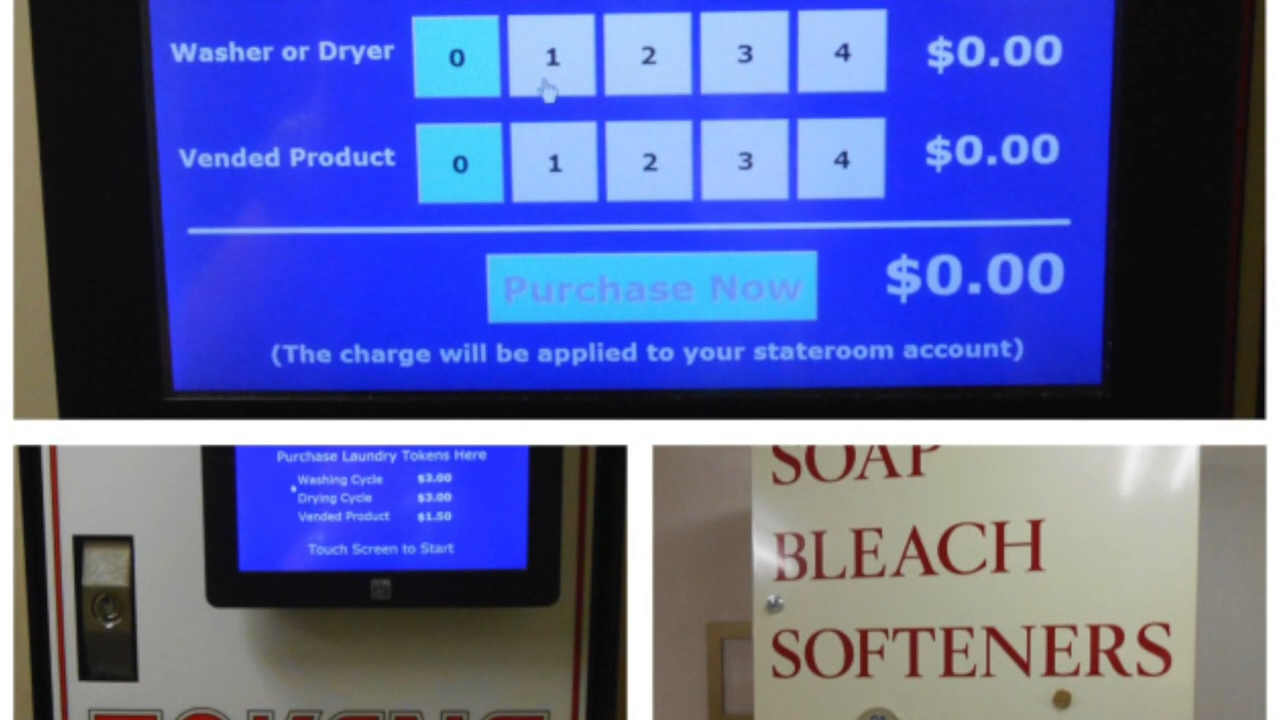 Washer or Dryer 0 1 2 3 4 $0.00
Vended Product 0 1 2 3 4 $0.00
Purchase Now $0.00
(The charge will be applied to your stateroom account)
Purchase Laundry Tokens Here
Washing Cycle $3.00
Drying Cycle $3.00
Vended Product $1.50
Touch Screen to Start
TOKENS
SOAP
BLEACH
SOFTENERS